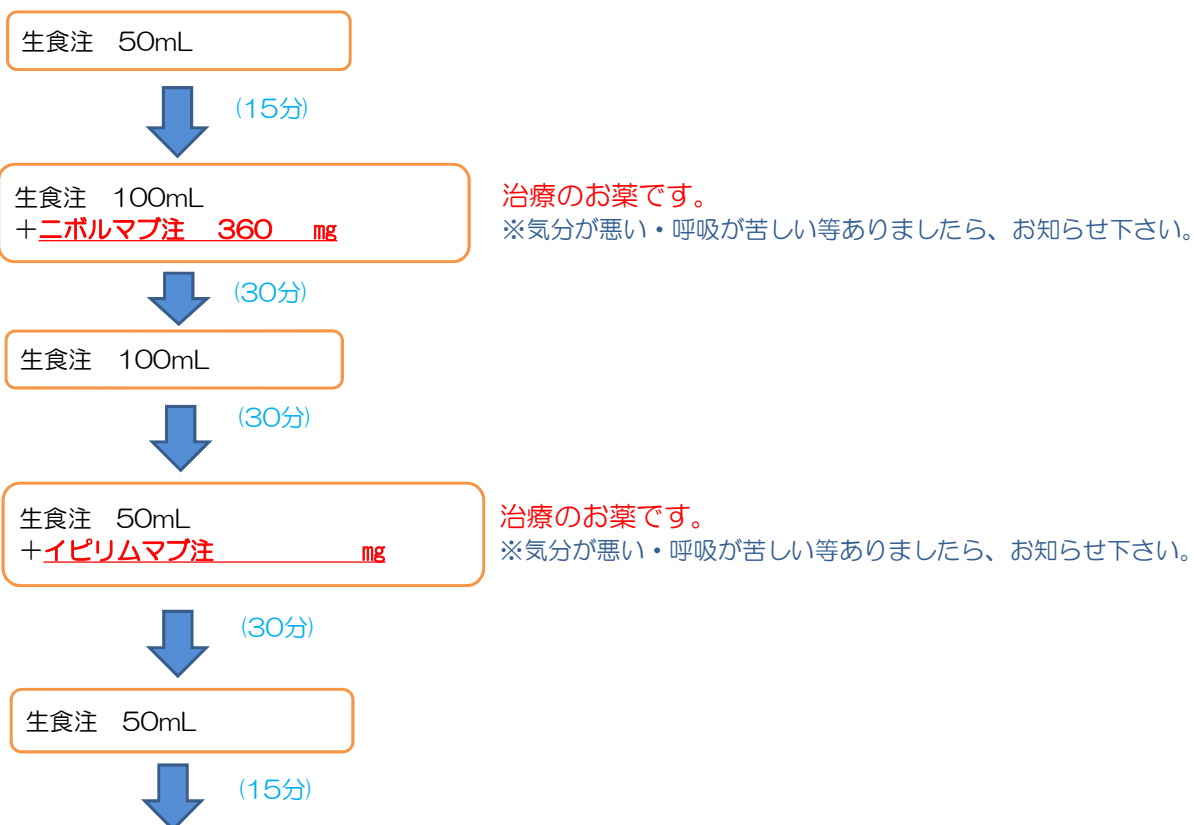 生食注　50mL
(15分)
生食注　100mL
＋ニボルマブ注　360　mg
治療のお薬です。
※気分が悪い・呼吸が苦しい等ありましたら、お知らせ下さい。
(30分)
生食注　100mL
(30分)
生食注　50mL
＋イピリムマブ注　　　　　　mg
治療のお薬です。
※気分が悪い・呼吸が苦しい等ありましたら、お知らせ下さい。
(30分)
生食注　50mL
(15分)